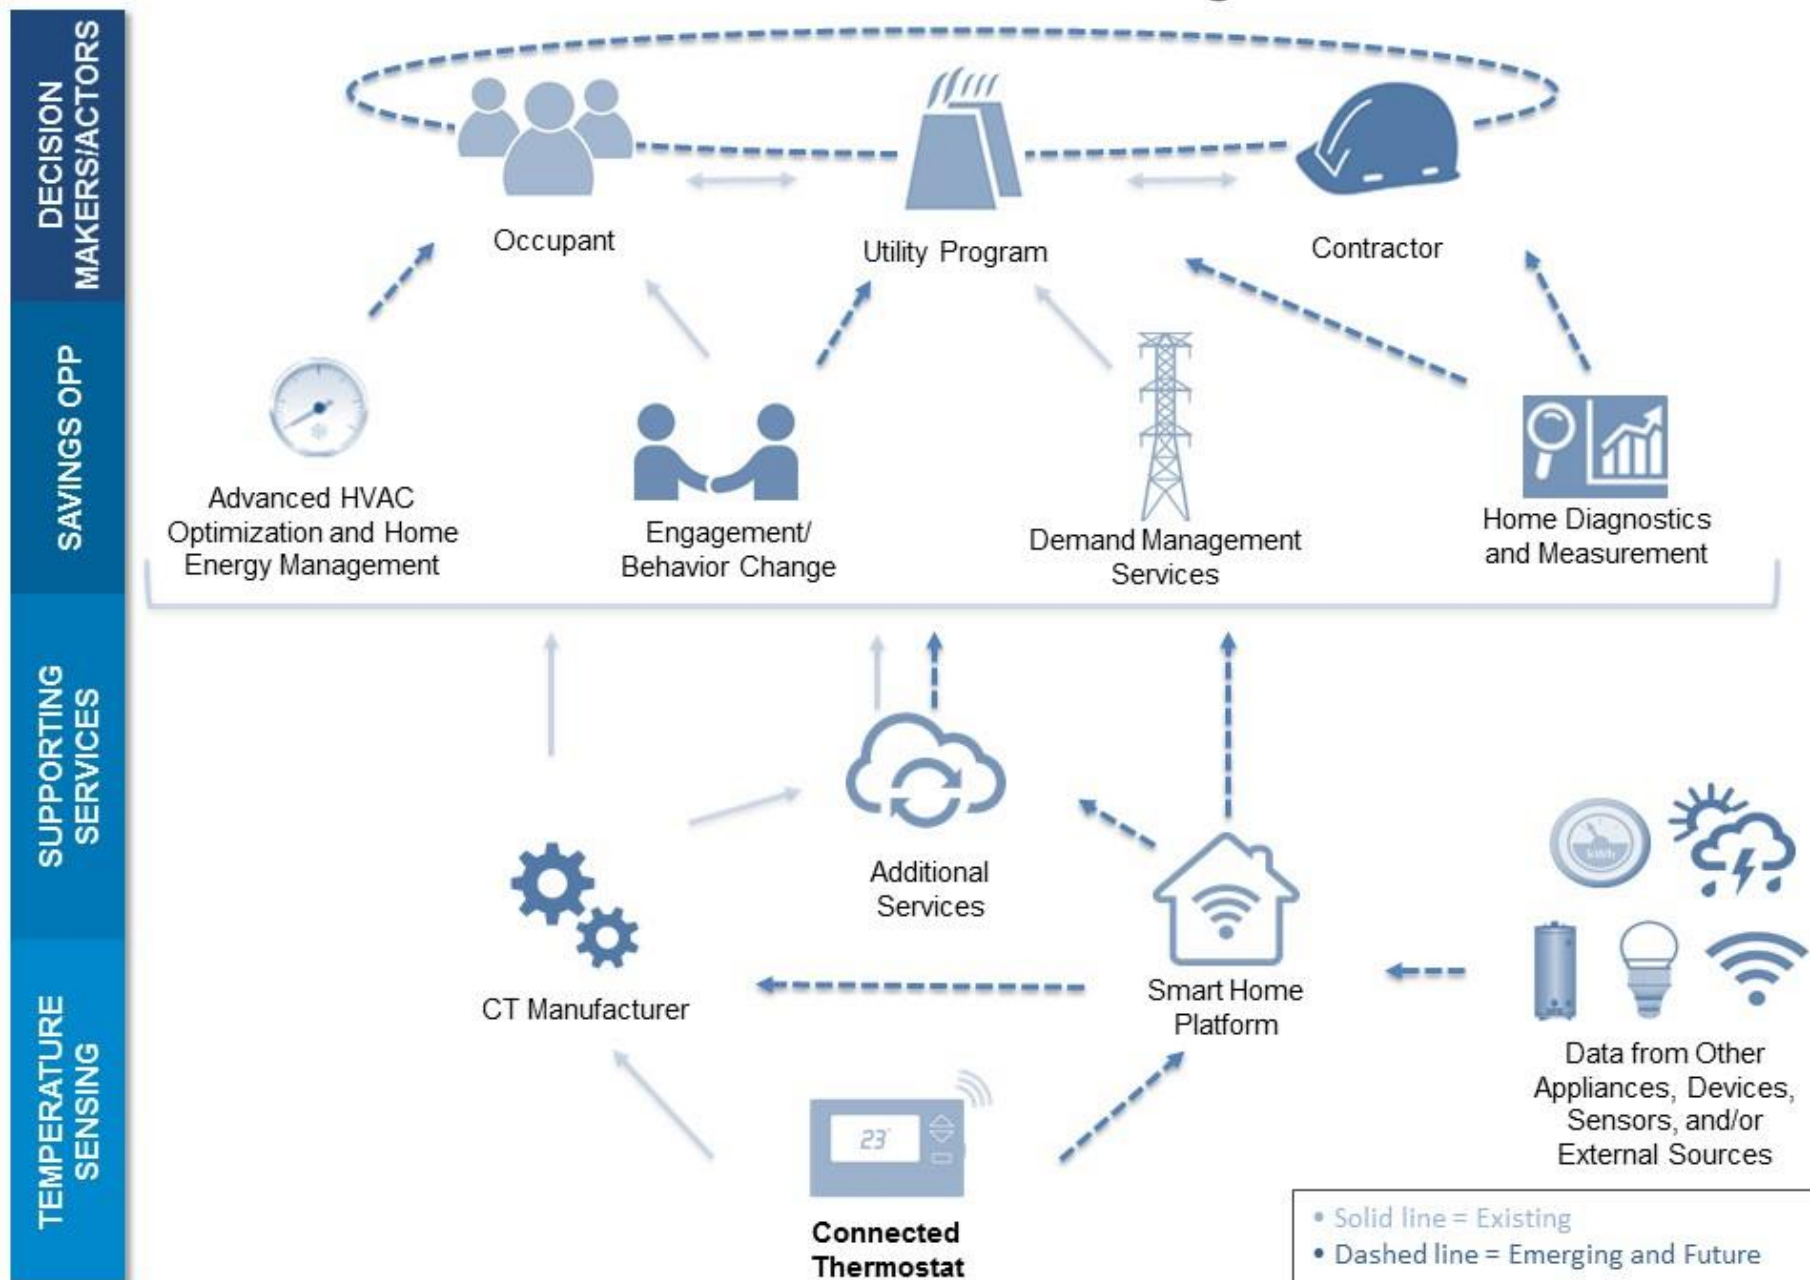 DECISION
MAKERS/ACTORS
Occupant
Utility Program
Contractor
SAVINGS OPP
Advanced HVAC
Optimization and Home
Energy Management
Engagement/
Behavior Change
Demand Management
Services
Home Diagnostics
and Measurement
SUPPORTING
SERVICES
Additional
Services
kWh
CT Manufacturer
Smart Home
Platform
Data from Other
Appliances, Devices,
Sensors, and/or
External Sources
TEMPERATURE
SENSING
23°
Connected
Thermostat
• Solid line = Existing
• Dashed line = Emerging and Future